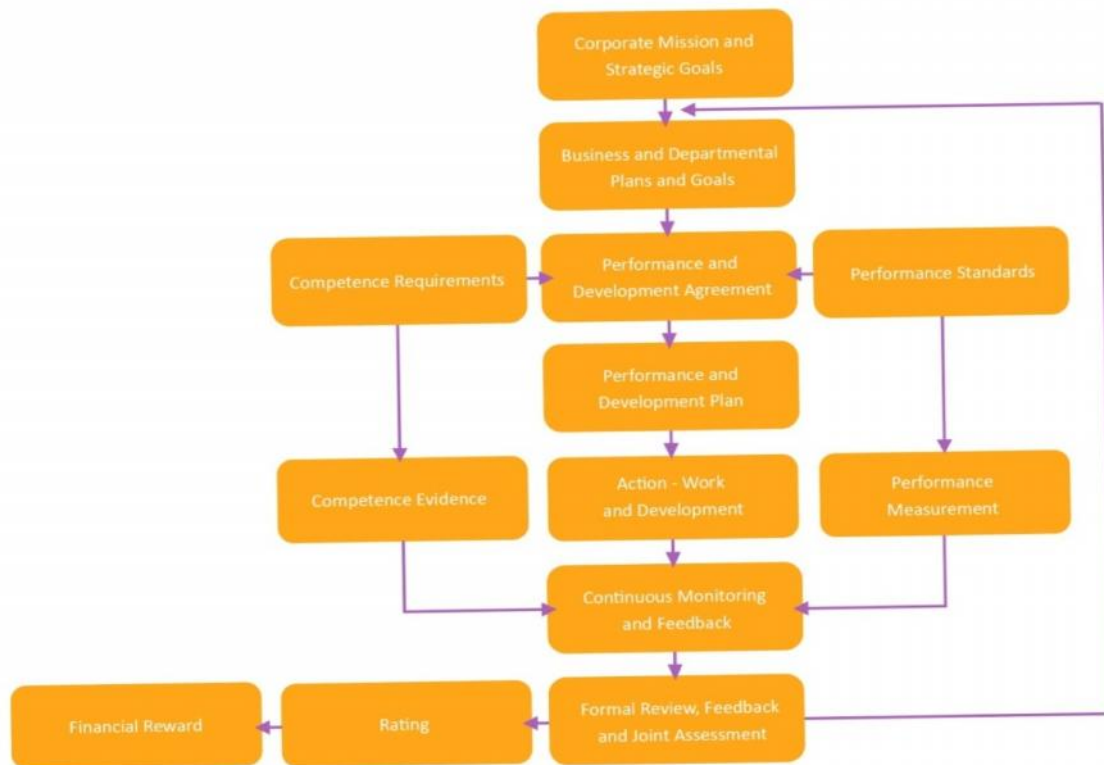 Corporate Mission and
Strategic Goals
Business and Departmental
Plans and Goals
Competence Requirements
Performance and
Development Agreement
Performance Standards
Performance and
Development Plan
Competence Evidence
Action - Work
and Development
Performance
Measurement
Continuous Monitoring
and Feedback
Financial Reward
Rating
Formal Review, Feedback
and Joint Assessment